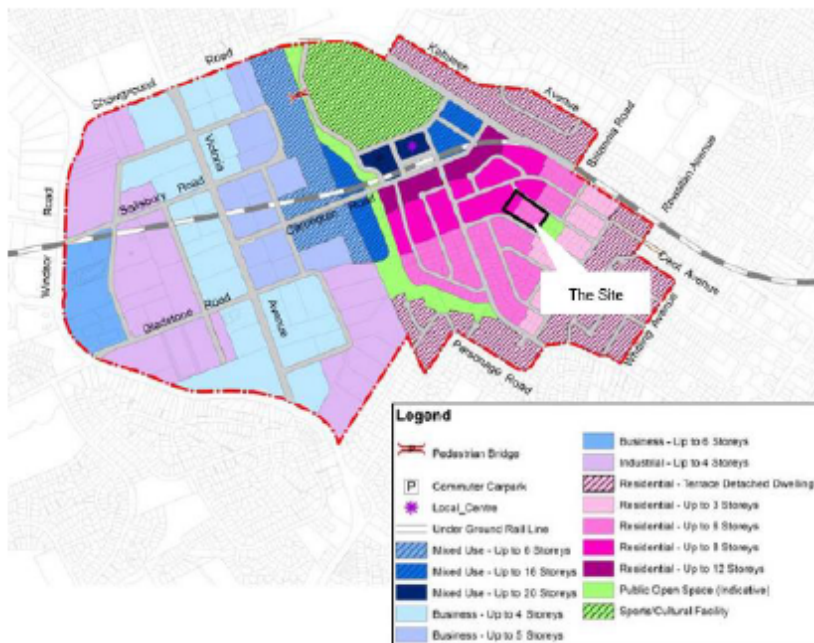 Showground Road
Kathleen Avenue
Boronia Road
Victoria Avenue
Salisbury Road
Windsor Road
Carrington Road
Gladstone Road
The Site
Parsonage Road
Whitling Avenue
Legend
Pedestrian Bridge
P Commuter Carpark
Local_Centre
Under Ground Rail Line
Mixed Use - Up to 6 Storeys
Mixed Use - Up to 16 Storeys
Mixed Use - Up to 20 Storeys
Business - Up to 4 Storeys
Business - Up to 5 Storeys
Business - Up to 6 Storeys
Industrial - Up to 4 Storeys
Residential - Terrace Detached Dwelling
Residential - Up to 3 Storeys
Residential - Up to 6 Storeys
Residential - Up to 8 Storeys
Residential - Up to 12 Storeys
Public Open Space (Indicative)
Sports/Cultural Facility